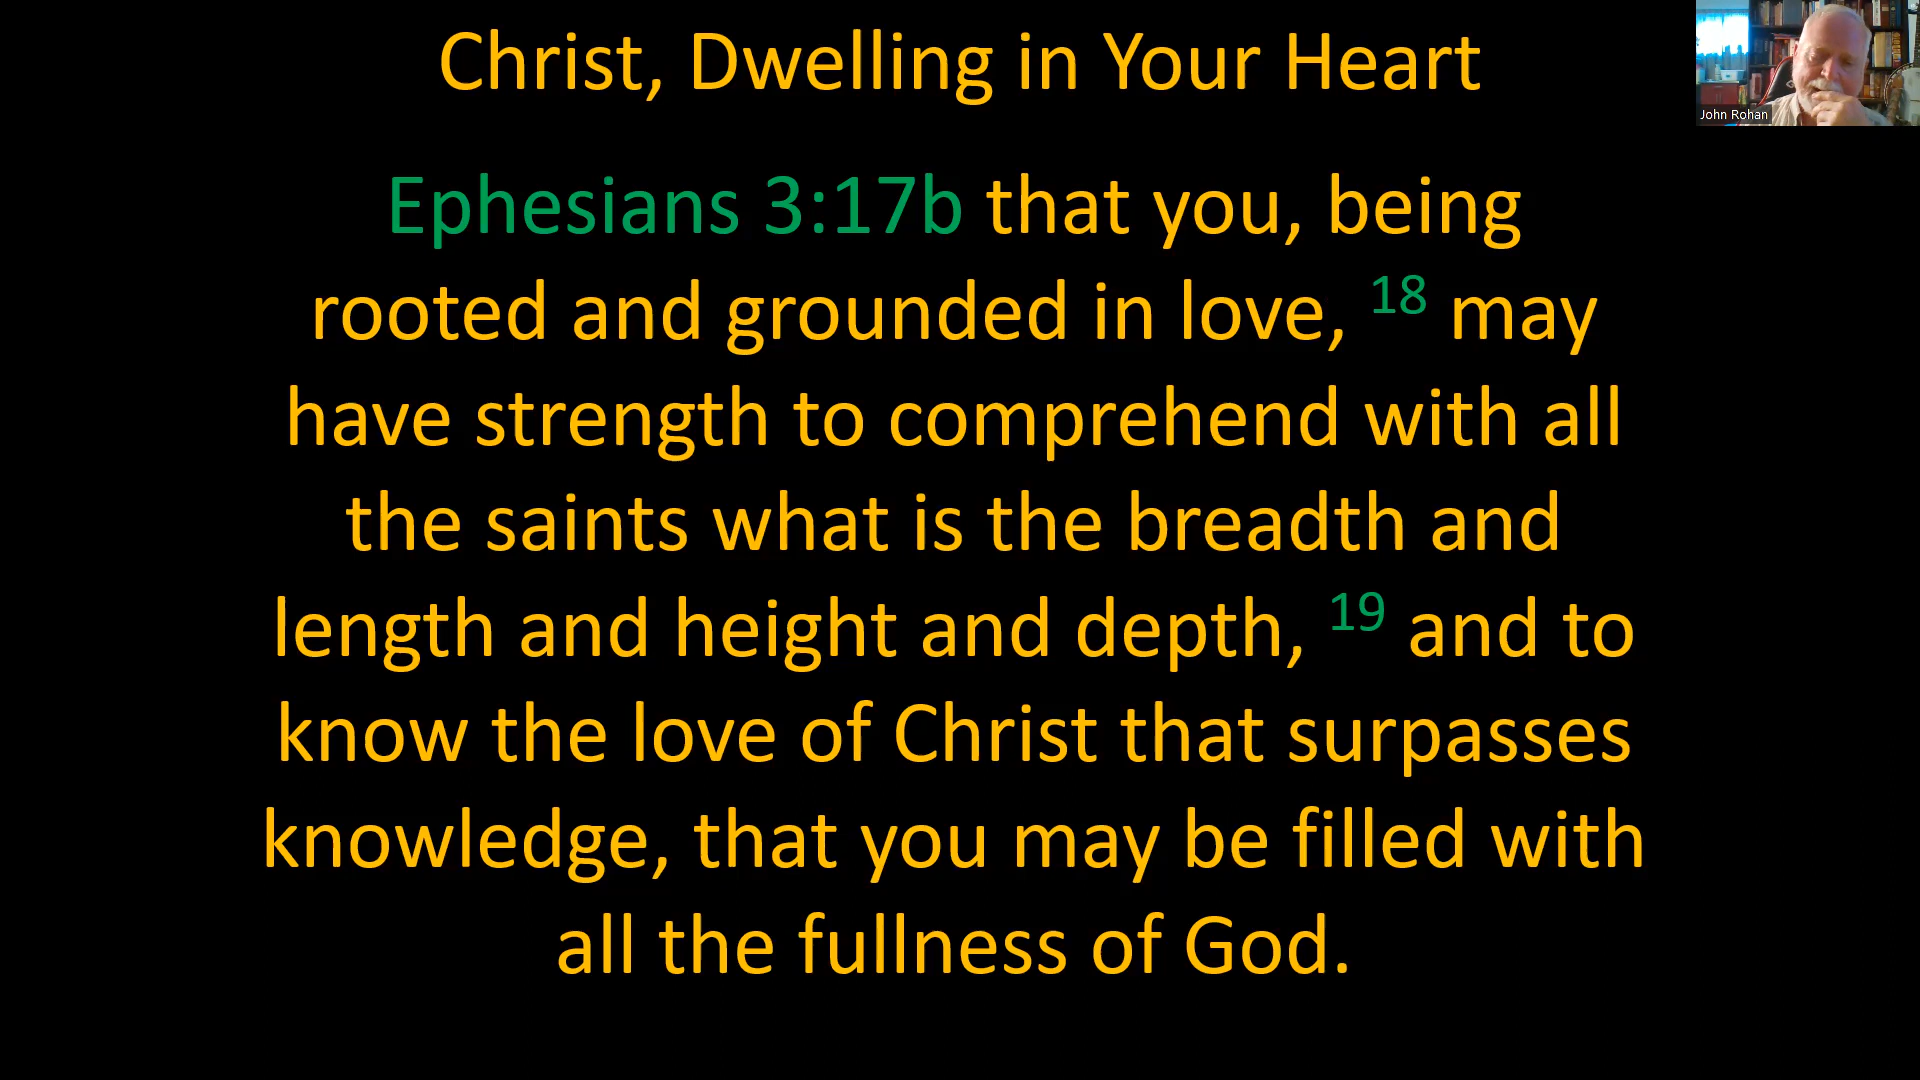 Christ, Dwelling in Your Heart
John Rohan
Ephesians 3:17b that you, being
rooted and grounded in love, 18 may
have strength to comprehend with all
the saints what is the breadth and
length and height and depth, 19 and to
know the love of Christ that surpasses
knowledge, that you may be filled with
all the fullness of God.